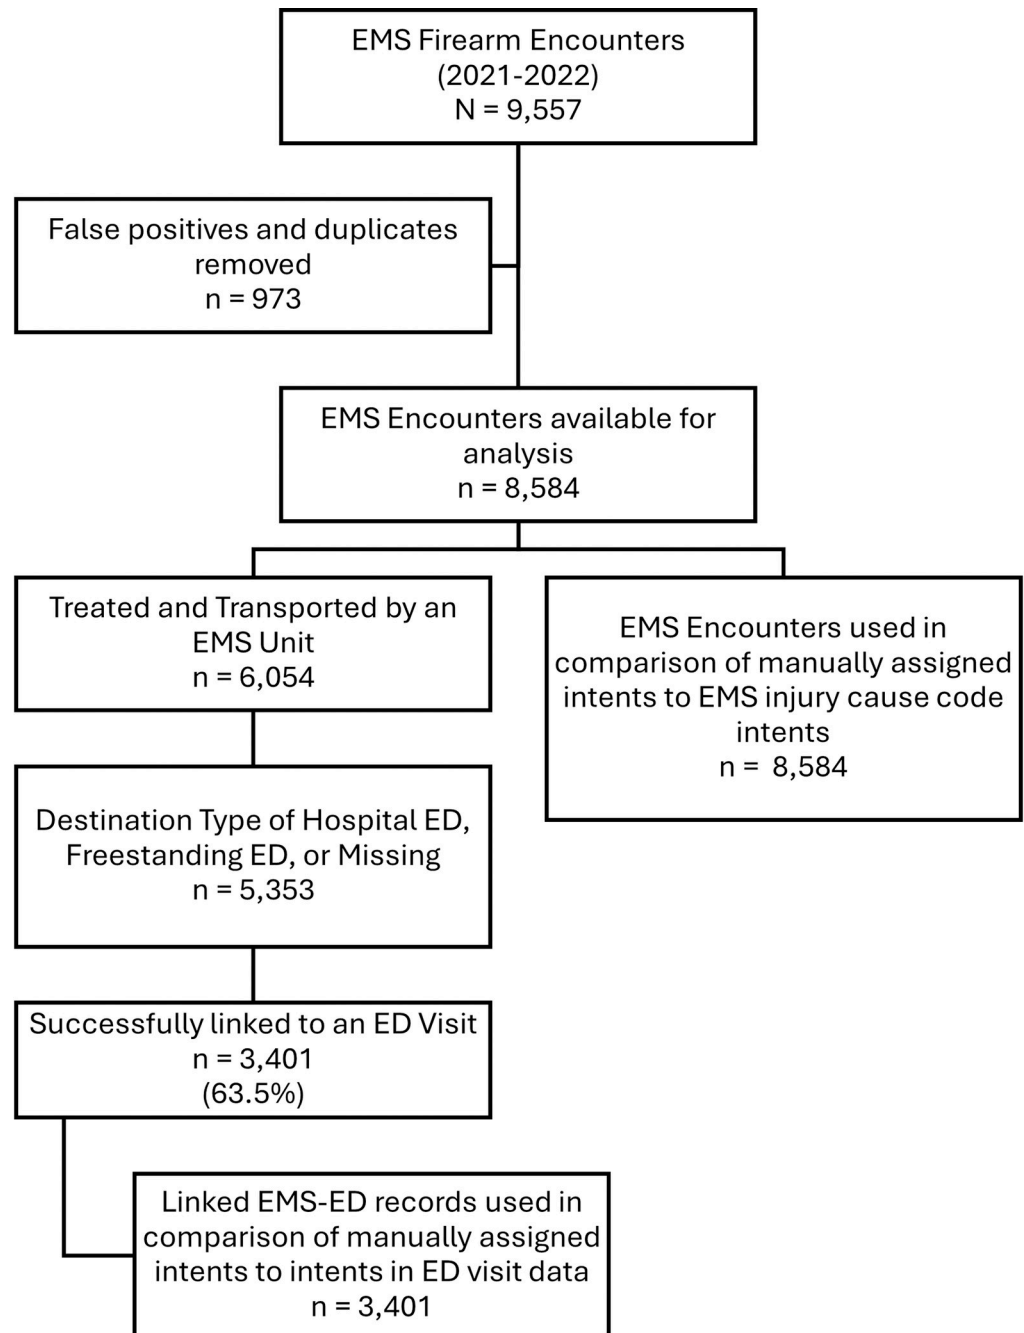 EMS Firearm Encounters
(2021-2022)
N = 9,557
False positives and duplicates
removed
n = 973
EMS Encounters available for
analysis
n = 8,584
Treated and Transported by an
EMS Unit
n = 6,054
EMS Encounters used in
comparison of manually assigned
intents to EMS injury cause code
intents
n =  8,584
Destination Type of Hospital ED,
Freestanding ED, or Missing
n = 5,353
Successfully linked to an ED Visit
n = 3,401
(63.5%)
Linked EMS-ED records used in
comparison of manually assigned
intents to intents in ED visit data
n = 3,401